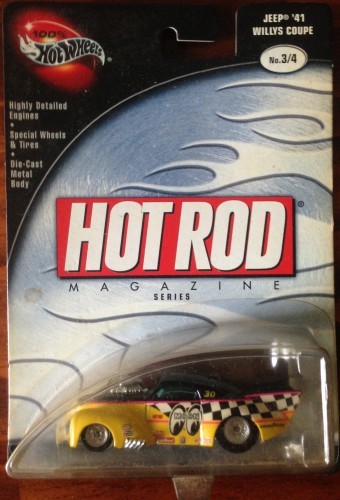 100%
Hot Wheels
JEEP® '41
WILLYS COUPE
No.3/4
Highly Detailed
Engines
•
Special Wheels
& Tires
•
Die-Cast
Metal
Body
HOT ROD®
MAGAZINE
SERIES
30
MOON